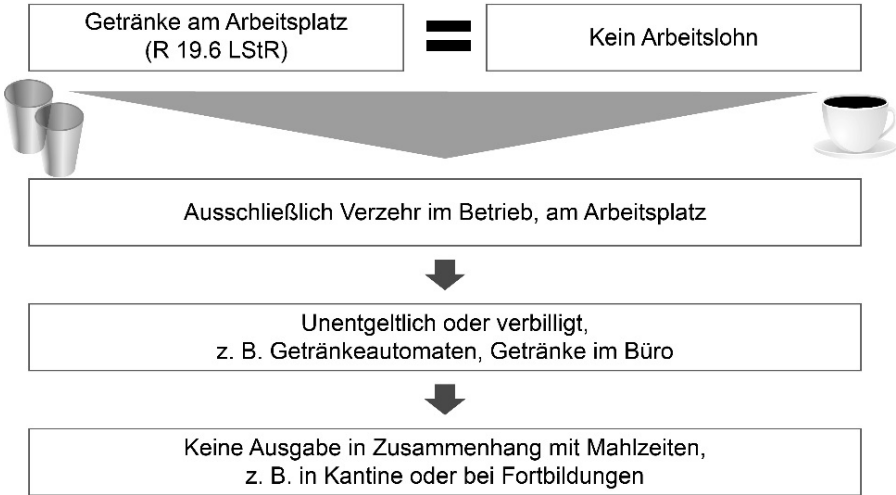 Getränke am Arbeitsplatz
(R 19.6 LStR)
=
Kein Arbeitslohn
Ausschließlich Verzehr im Betrieb, am Arbeitsplatz
Unentgeltlich oder verbilligt,
z. B. Getränkeautomaten, Getränke im Büro
Keine Ausgabe in Zusammenhang mit Mahlzeiten,
z. B. in Kantine oder bei Fortbildungen